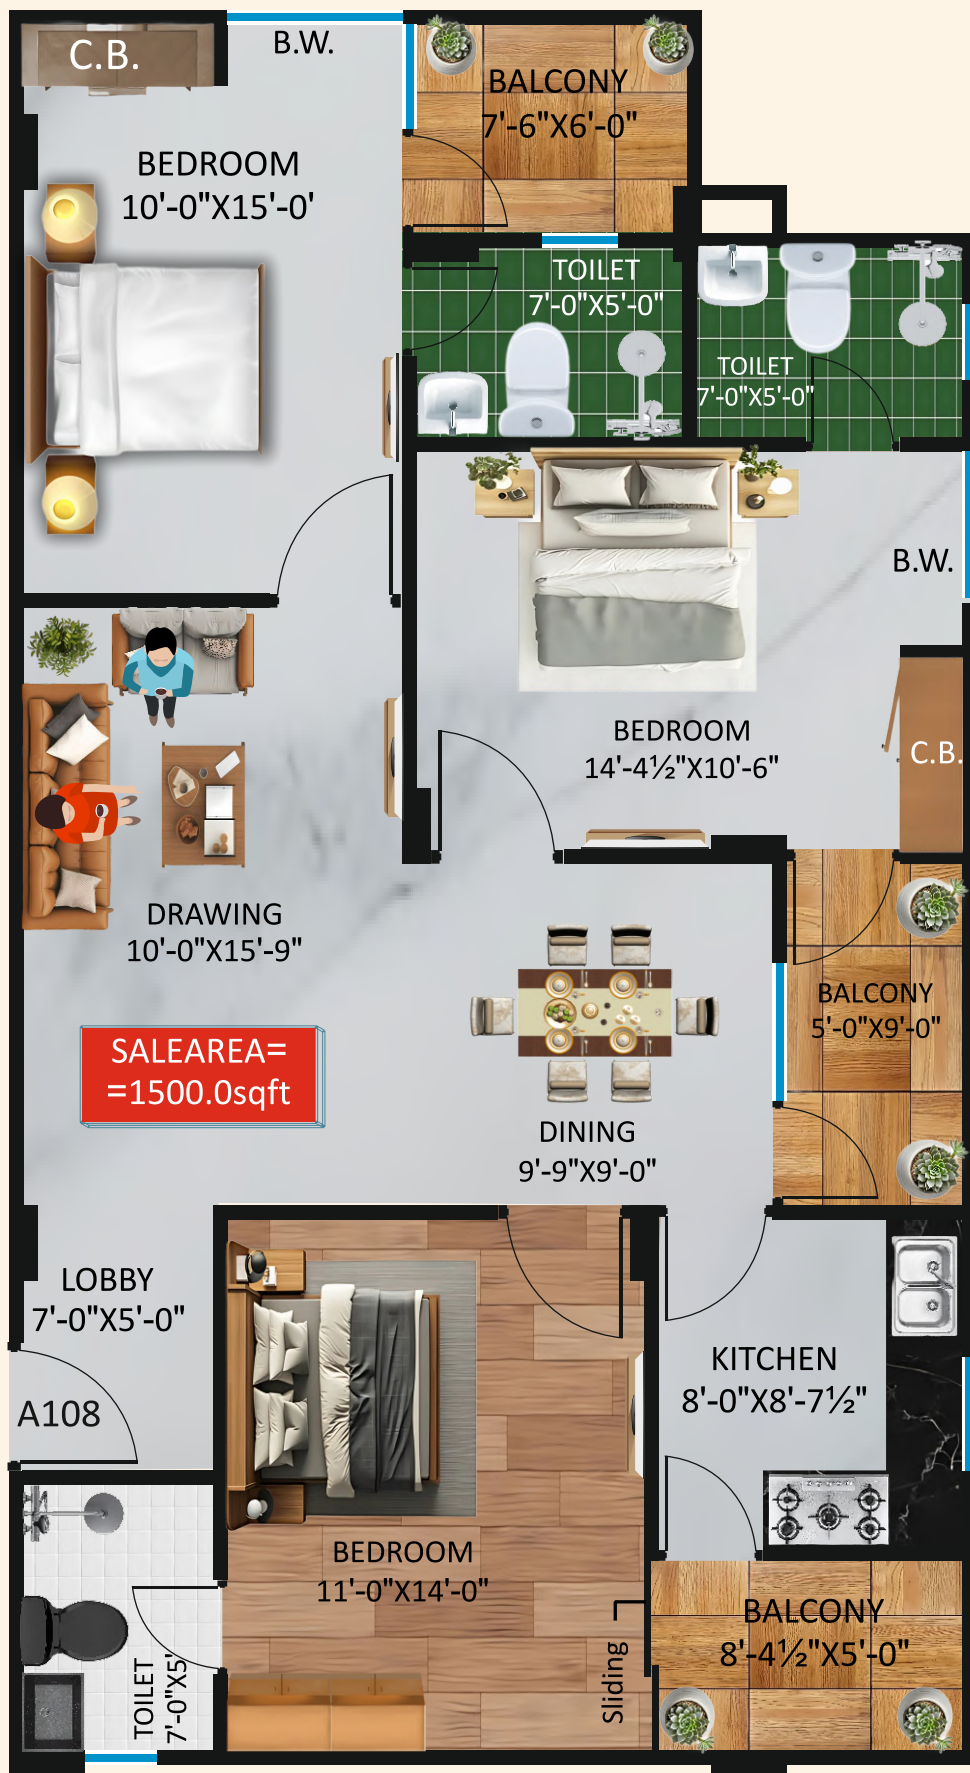 C.B.
B.W.
BALCONY
7'-6"X6'-0"
BEDROOM
10'-0"X15'-0'
TOILET
7'-0"X5'-0"
TOILET
7'-0"X5'-0"
B.W.
BEDROOM
14'-4½"X10'-6"
C.B.
DRAWING
10'-0"X15'-9"
BALCONY
5'-0"X9'-0"
SALEAREA=
=1500.0sqft
DINING
9'-9"X9'-0"
LOBBY
7'-0"X5'-0"
KITCHEN
8'-0"X8'-7½"
A108
BEDROOM
11'-0"X14'-0"
BALCONY
8'-4½"X5'-0"
Sliding
TOILET
7'-0"X5'